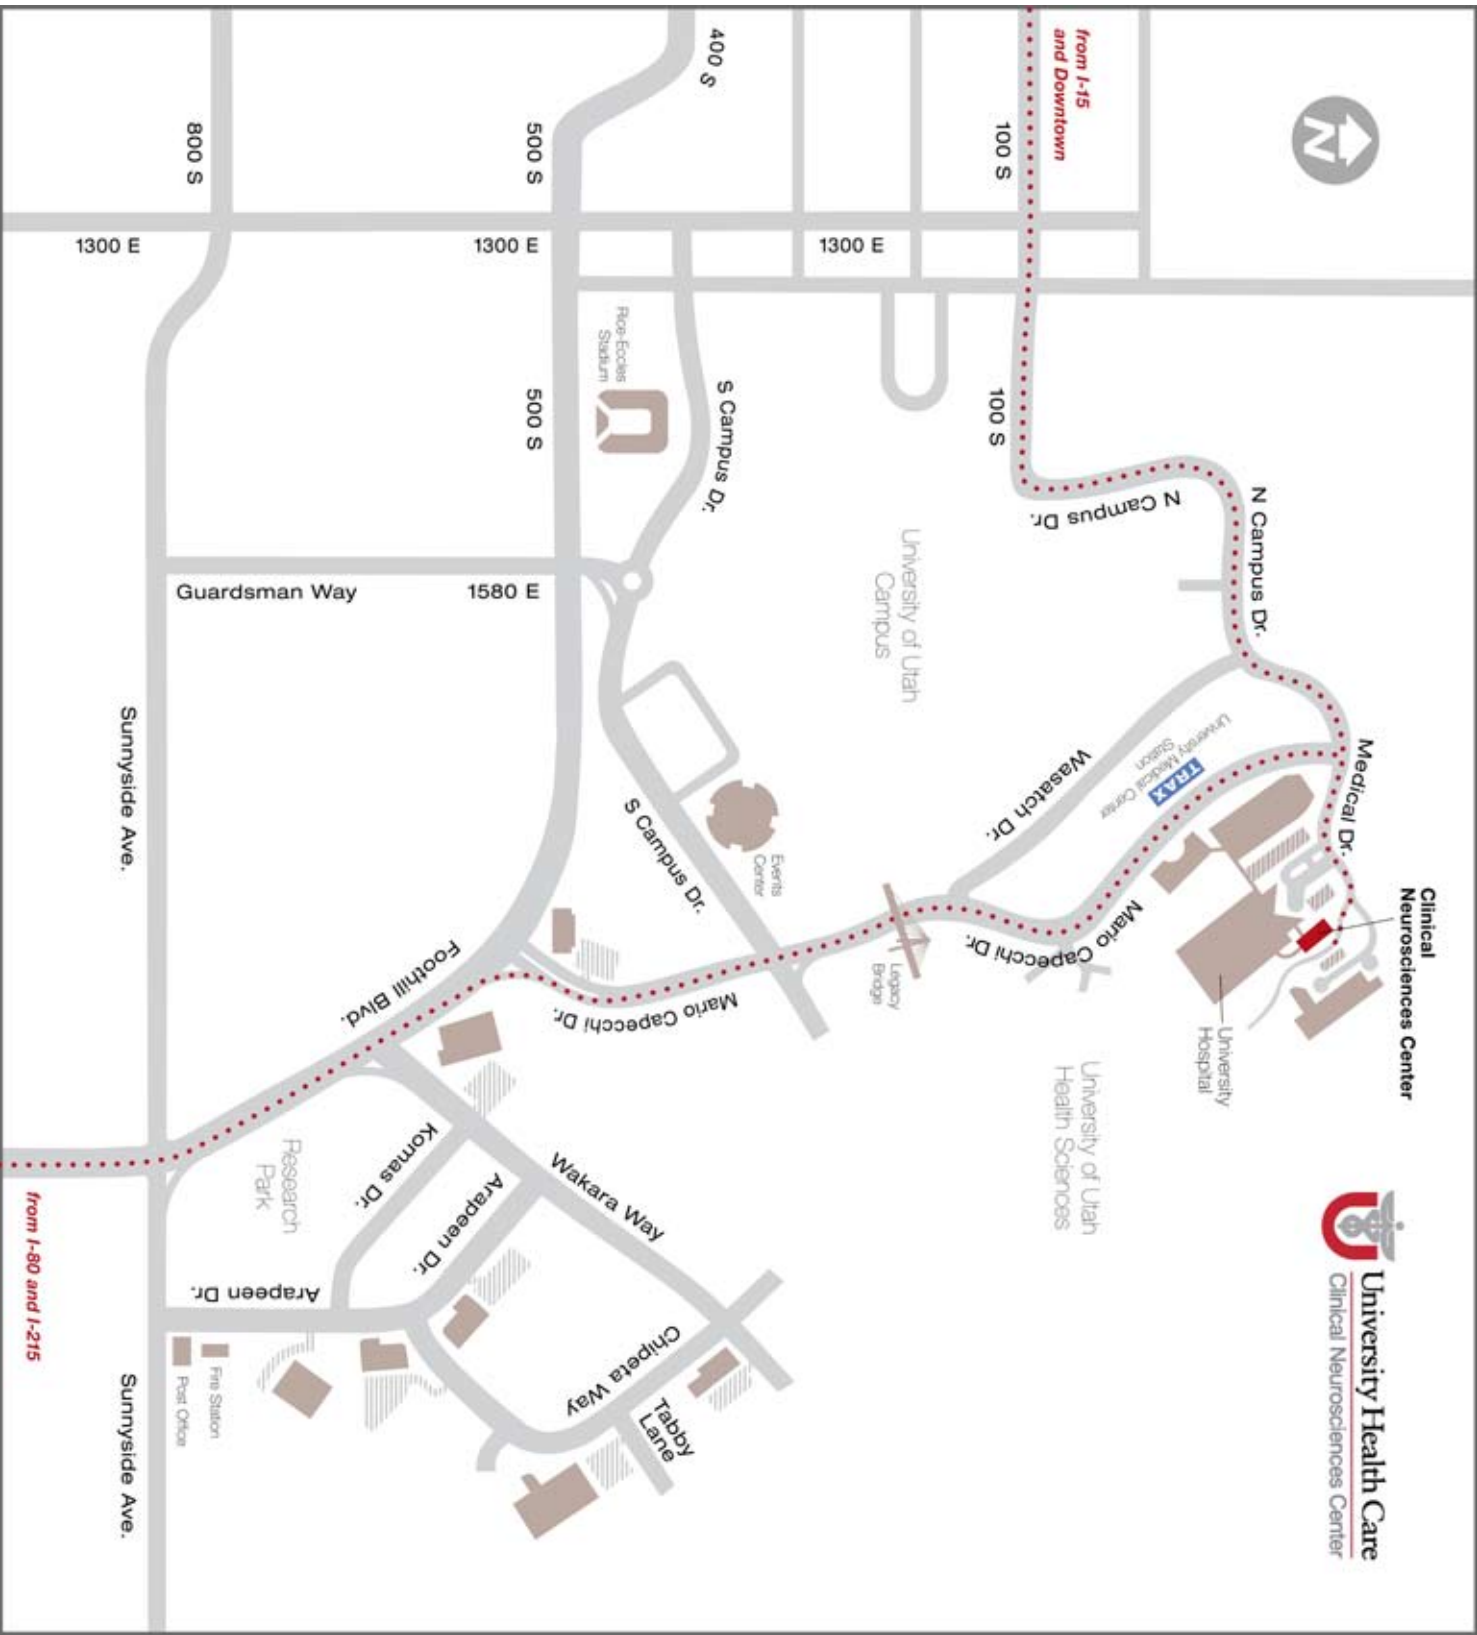 from I-15
and Downtown
N
400 S
100 S
500 S
800 S
1300 E
1300 E
1300 E
Rice-Eccles
Stadium
S Campus Dr.
500 S
100 S
N Campus Dr.
N Campus Dr.
University of Utah
Campus
Guardsman Way
1580 E
Sunnyside Ave.
Wasatch Dr.
University Medical Center
Station
TRAX
Medical Dr.
S Campus Dr.
Events
Center
Mario Capecchi Dr.
Clinical
Neurosciences Center
Legacy
Bridge
Foothill Blvd.
Mario Capecchi Dr.
University
Hospital
University of Utah
Health Sciences
Research
Park
Komas Dr.
Arapeen Dr.
Wakara Way
Arapeen Dr.
Chipeta Way
Tabby
Lane
from I-80 and I-215
Fire Station
Post Office
Sunnyside Ave.
University Health Care
Clinical Neurosciences Center